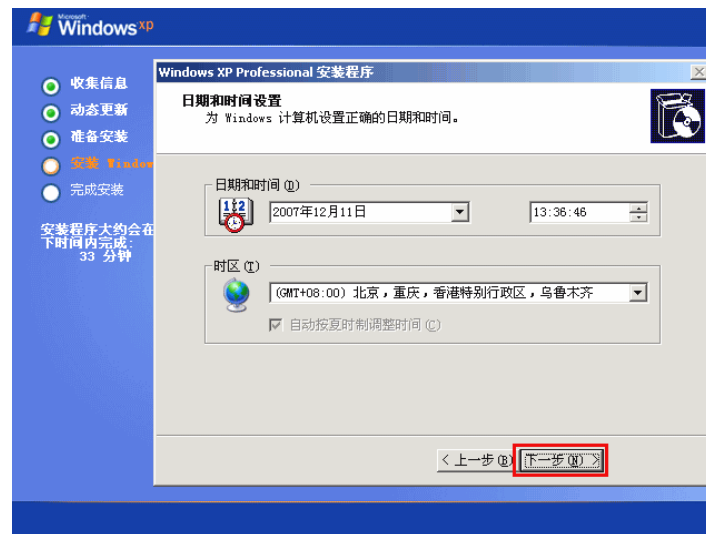 Microsoft
Windows xp
收集信息
动态更新
准备安装
安装 Window
完成安装
安装程序大约会在
下时间内完成:
33 分钟
Windows XP Professional 安装程序
日期和时间设置
为 Windows 计算机设置正确的日期和时间。
日期和时间(D)
2007年12月11日
13:36:46
时区(T)
(GMT+08:00) 北京，重庆，香港特别行政区，乌鲁木齐
自动按夏时制调整时间(C)
< 上一步(B)
下一步(N) >